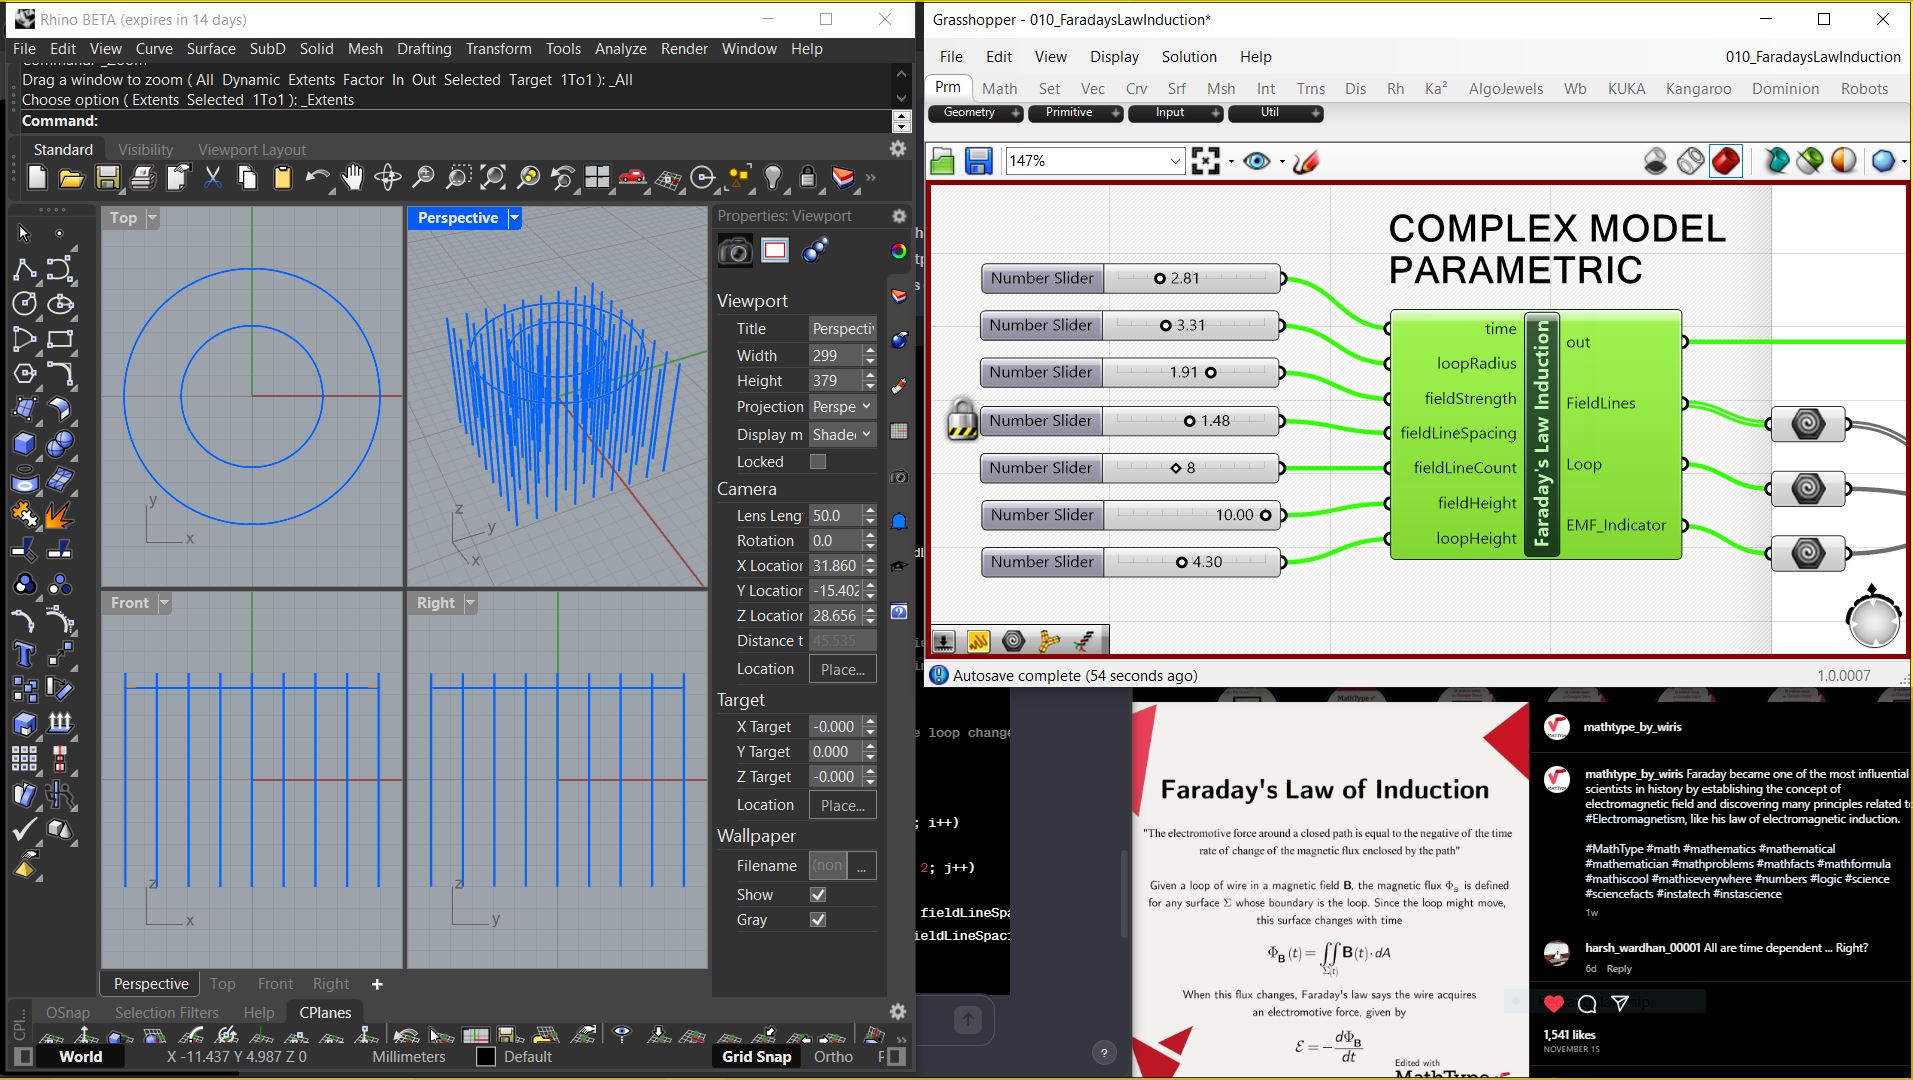 Rhino BETA (expires in 14 days)
File Edit View Curve Surface SubD Solid Mesh Drafting Transform Tools Analyze Render Window Help
Drag a window to zoom ( All Dynamic Extents Factor In Out Selected Target 1To1 ): _All
Choose option ( Extents Selected 1To1 ): _Extents
Command:
Standard Visibility Viewport Layout
Top
y
x
Perspective
z
y
x
Front
z
x
Right
z
y
Properties: Viewport
Viewport
Title Perspecti
Width 299
Height 379
Projection Perspe
Display m Shade
Locked
Camera
Lens Leng 50.0
Rotation 0.0
X Locatior 31.860
Y Locatior -15.402
Z Locatior 28.656
Distance t 45.535
Location Place...
Target
X Target -0.000
Y Target 0.000
Z Target -0.000
Location Place...
Wallpaper
Filename (non ...
Show
Gray
Perspective Top Front Right
OSnap Selection Filters Help CPlanes
World X -11.437 Y 4.987 Z 0 Millimeters Default Grid Snap Ortho P
Grasshopper - 010_FaradaysLawInduction*
File Edit View Display Solution Help 010_FaradaysLawInduction
Prm Math Set Vec Crv Srf Msh Int Trns Dis Rh Ka² AlgoJewels Wb KUKA Kangaroo Dominion Robots
Geometry Primitive Input Util
147%
COMPLEX MODEL
PARAMETRIC
Number Slider 2.81
Number Slider 3.31
Number Slider 1.91
Number Slider 1.48
Number Slider 8
Number Slider 10.00
Number Slider 4.30
time
loopRadius
fieldStrength
fieldLineSpacing
fieldLineCount
fieldHeight
loopHeight
Faraday's Law Induction
out
FieldLines
Loop
EMF_Indicator
Autosave complete (54 seconds ago) 1.0.0007
e loop change
; i++)
2; j++)
fieldLineSpa
ieldLineSpaci
?
Faraday's Law of Induction
"The electromotive force around a closed path is equal to the negative of the time
rate of change of the magnetic flux enclosed by the path"
Given a loop of wire in a magnetic field B, the magnetic flux Φ_B is defined
for any surface Σ whose boundary is the loop. Since the loop might move,
this surface changes with time
Φ_B (t) = ∬_Σ(t) B(t) · dA
When this flux changes, Faraday's law says the wire acquires
an electromotive force, given by
ℰ = − dΦ_B/dt
Edited with
MathType
mathtype_by_wiris
mathtype_by_wiris Faraday became one of the most influential
scientists in history by establishing the concept of
electromagnetic field and discovering many principles related to
#Electromagnetism, like his law of electromagnetic induction.
#MathType #math #mathematics #mathematical
#mathematician #mathproblems #mathfacts #mathformula
#mathiscool #mathiseverywhere #numbers #logic #science
#sciencefacts #instatech #instascience
1w
harsh_wardhan_00001 All are time dependent ... Right?
6d Reply
1,541 likes
NOVEMBER 15